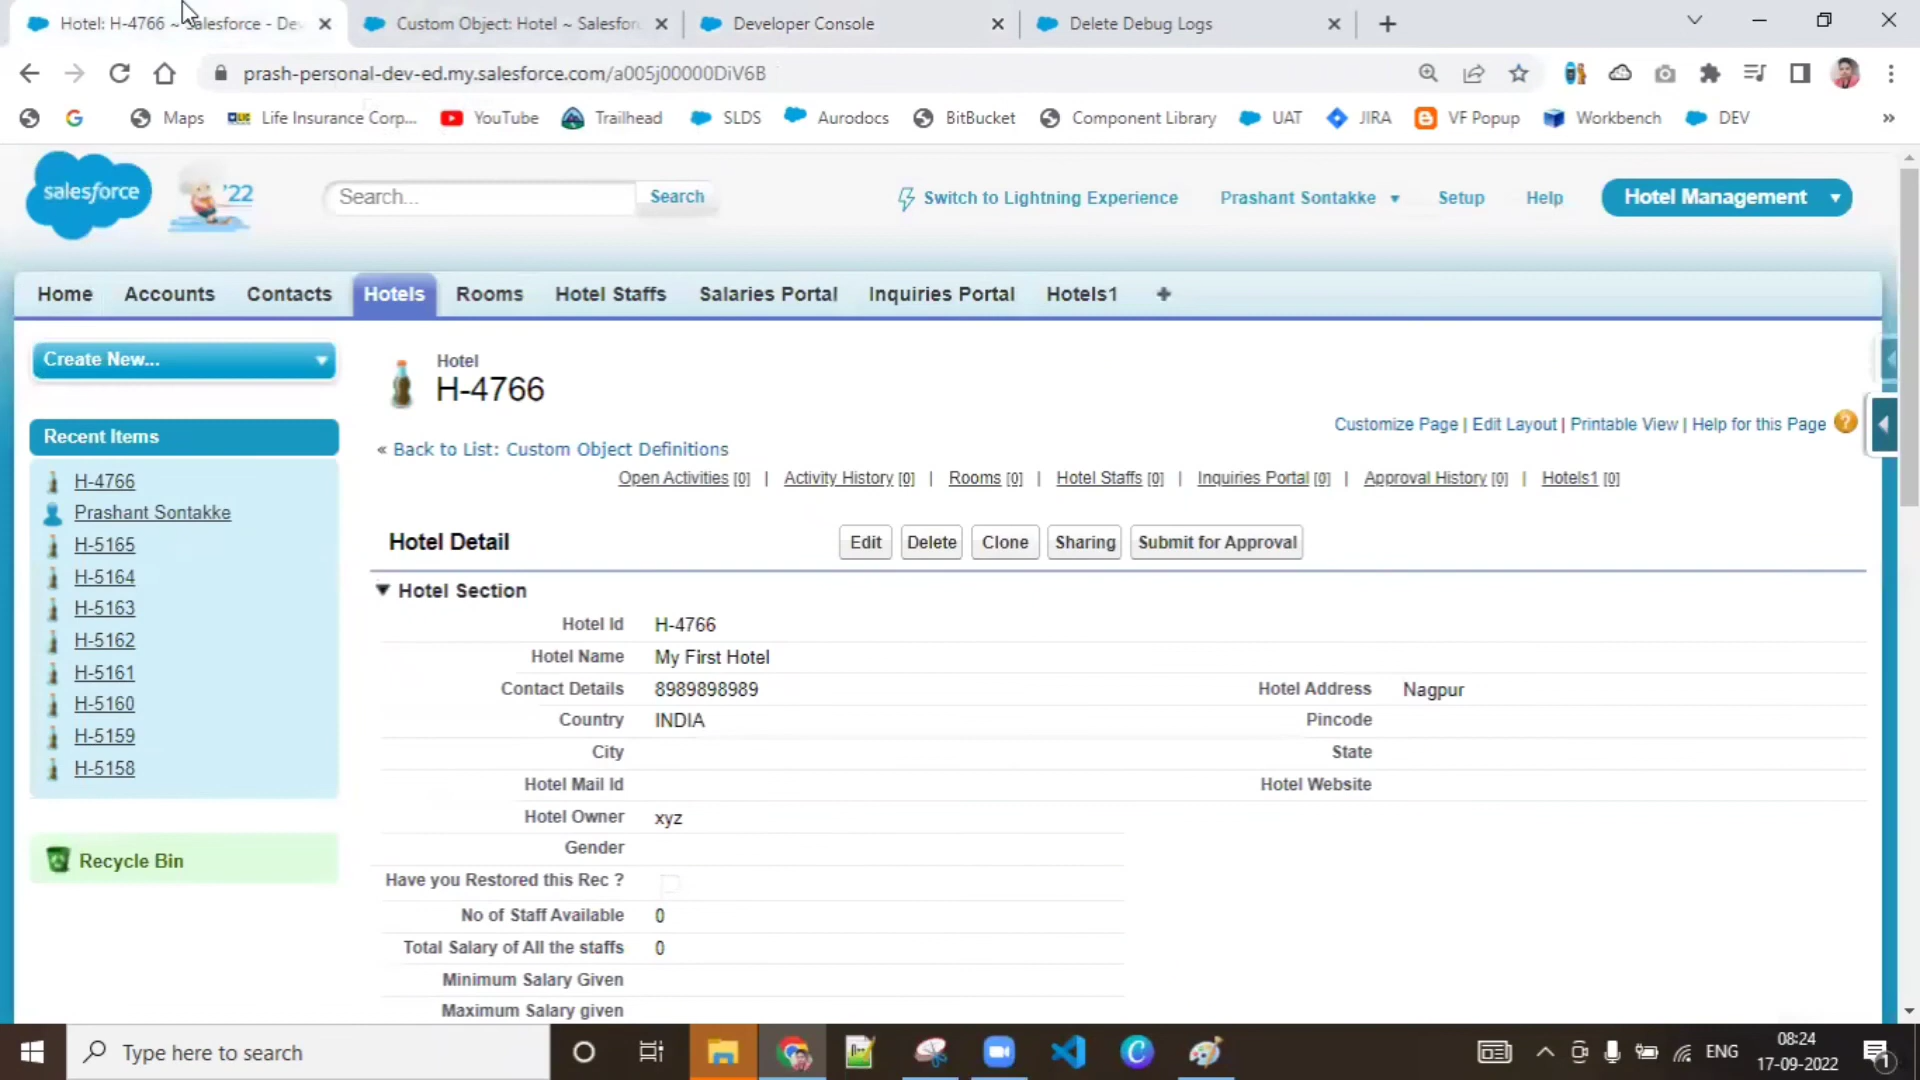 Hotel: H-4766 ~ Salesforce - Dev
Custom Object: Hotel ~ Salesforc
Developer Console
Delete Debug Logs
prash-personal-dev-ed.my.salesforce.com/a005j00000DiV6B
Maps
Life Insurance Corp...
YouTube
Trailhead
SLDS
Aurodocs
BitBucket
Component Library
UAT
JIRA
VF Popup
Workbench
DEV
»
salesforce
'22
Search...
Search
Switch to Lightning Experience
Prashant Sontakke
Setup
Help
Hotel Management
Home
Accounts
Contacts
Hotels
Rooms
Hotel Staffs
Salaries Portal
Inquiries Portal
Hotels1
+
Create New...
Recent Items
H-4766
Prashant Sontakke
H-5165
H-5164
H-5163
H-5162
H-5161
H-5160
H-5159
H-5158
Recycle Bin
Hotel
H-4766
Customize Page | Edit Layout | Printable View | Help for this Page
« Back to List: Custom Object Definitions
Open Activities [0] | Activity History [0] | Rooms [0] | Hotel Staffs [0] | Inquiries Portal [0] | Approval History [0] | Hotels1 [0]
Hotel Detail
Edit
Delete
Clone
Sharing
Submit for Approval
Hotel Section
Hotel Id H-4766
Hotel Name My First Hotel
Contact Details 8989898989 Hotel Address Nagpur
Country INDIA Pincode
City State
Hotel Mail Id Hotel Website
Hotel Owner xyz
Gender
Have you Restored this Rec ?
No of Staff Available 0
Total Salary of All the staffs 0
Minimum Salary Given
Maximum Salary given
Type here to search
ENG
08:24
17-09-2022
1